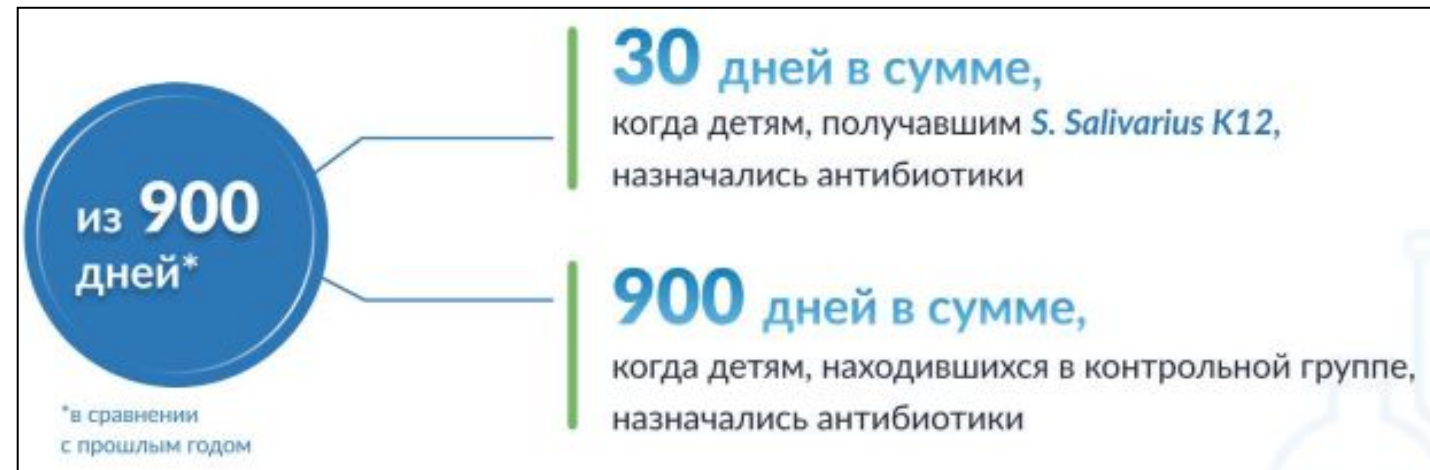 из 900
дней*
*в сравнении
с прошлым годом
30 дней в сумме,
когда детям, получавшим S. Salivarius K12,
назначались антибиотики
900 дней в сумме,
когда детям, находившихся в контрольной группе,
назначались антибиотики